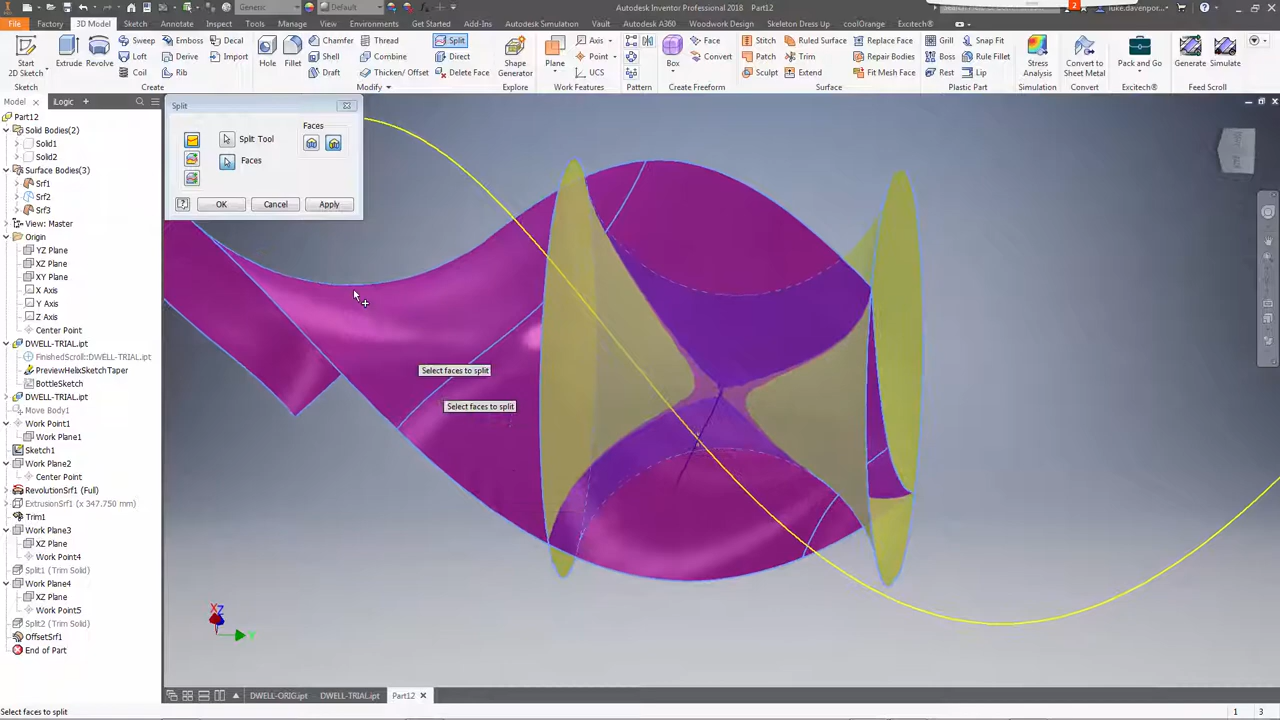 Generic
Autodesk Inventor Professional 2018  Part12
luke.davenpor...
2
File
Factory
3D Model
Sketch
Annotate
Inspect
Tools
Manage
View
Environments
Get Started
Add-Ins
Autodesk Simulation
Vault
Autodesk A360
Woodwork Design
Carleton Dress Up
coolOrange
Excitech®
Start
2D Sketch
Extrude
Revolve
Sweep
Loft
Coil
Emboss
Derive
Rib
Decal
Import
Hole
Fillet
Chamfer
Shell
Draft
Thread
Combine
Thicken/ Offset
Split
Direct
Delete Face
Shape
Generator
Plane
Axis
Point
UCS
Box
Face
Convert
Stitch
Patch
Sculpt
Ruled Surface
Trim
Extend
Replace Face
Repair Bodies
Fit Mesh Face
Grill
Boss
Rest
Snap Fit
Rule Fillet
Lip
Stress
Analysis
Convert to
Sheet Metal
Pack and Go
Generate
Simulate
Sketch
Create
Modify
Explore
Work Features
Pattern
Create Freeform
Surface
Plastic Part
Simulation
Convert
Excitech®
Feed Scroll
Model
iLogic
Part12
Solid Bodies(2)
Solid1
Solid2
Surface Bodies(3)
Srf1
Srf2
Srf3
View: Master
Origin
YZ Plane
XZ Plane
XY Plane
X Axis
Y Axis
Z Axis
Center Point
DWELL-TRIAL.ipt
FinishedScroll::DWELL-TRIAL.ipt
PreviewHelixSketchTaper
BottleSketch
DWELL-TRIAL.ipt
Move Body1
Work Point1
Work Plane1
Sketch1
Work Plane2
Center Point
RevolutionSrf1 (Full)
ExtrusionSrf1 (x 347.750 mm)
Trim1
Work Plane3
XZ Plane
Work Point4
Split1 (Trim Solid)
Work Plane4
XZ Plane
Work Point5
Split2 (Trim Solid)
OffsetSrf1
End of Part
Split
Split Tool
Faces
Faces
OK
Cancel
Apply
Select faces to split
Select faces to split
X
Z
Y
DWELL-ORIG.ipt
DWELL-TRIAL.ipt
Part12
Select faces to split
1
3